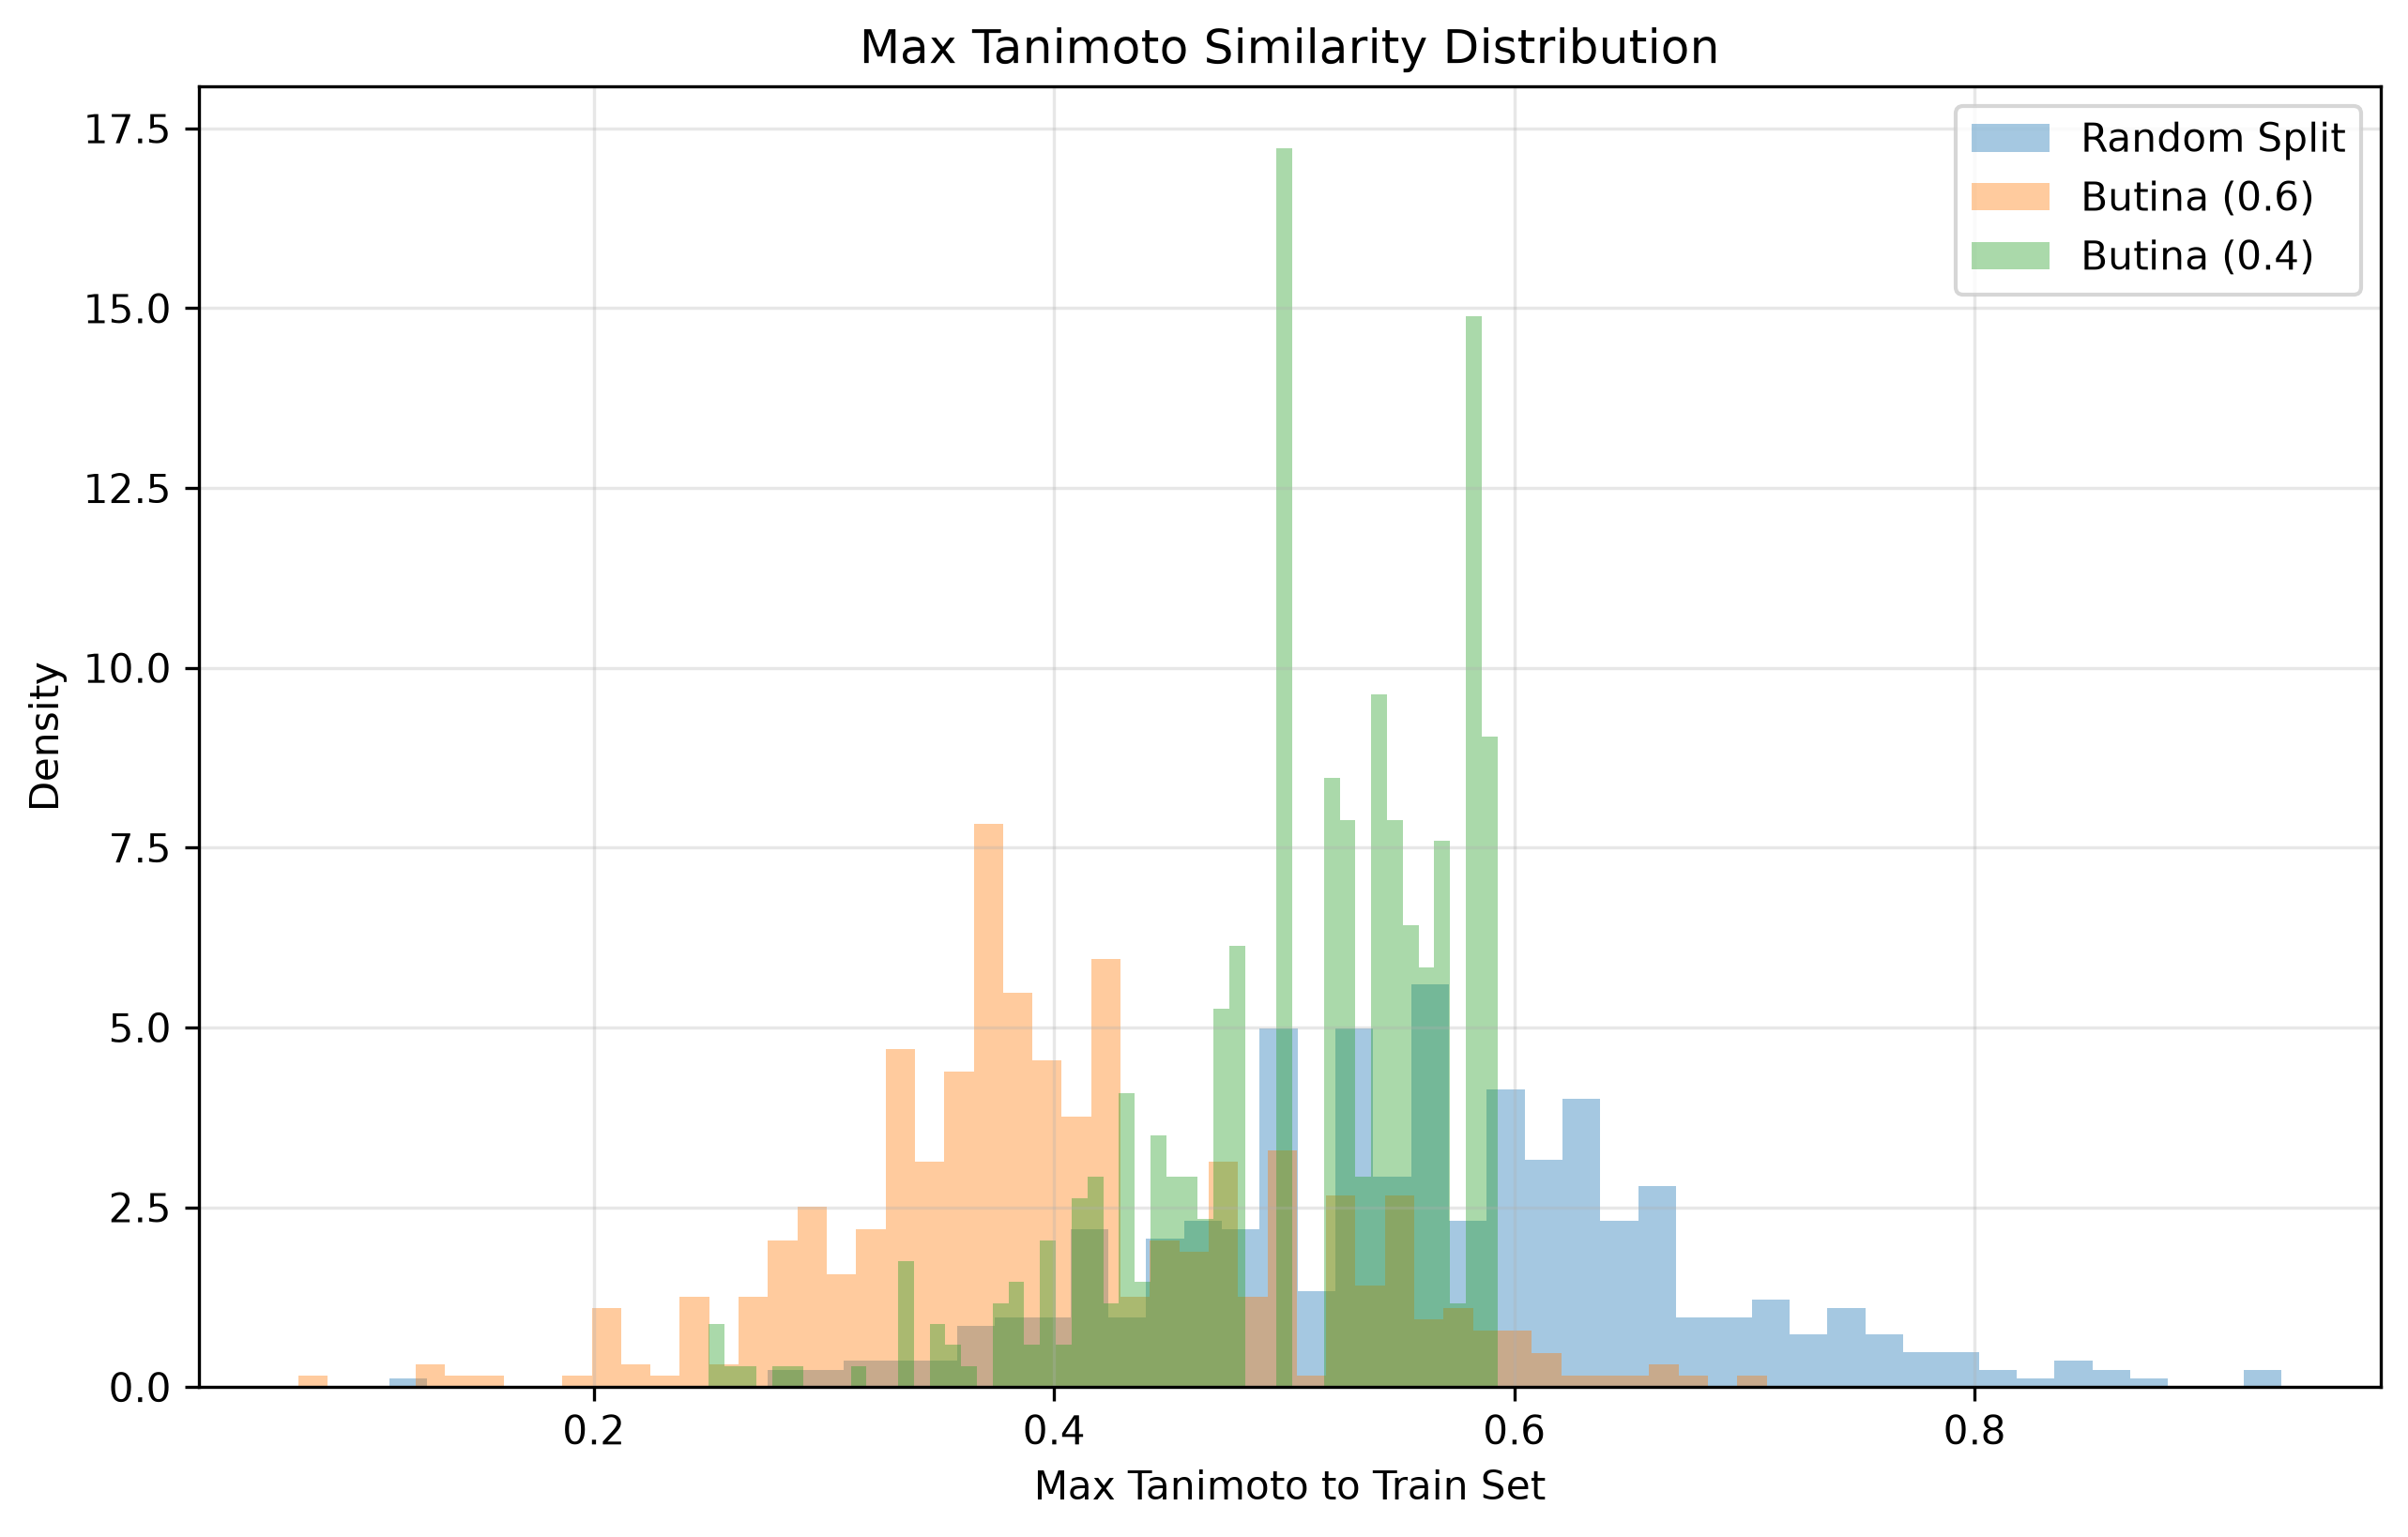 Max Tanimoto Similarity Distribution
Random Split
Butina (0.6)
Butina (0.4)
17.5
15.0
12.5
10.0
7.5
5.0
2.5
0.0
Density
0.2 0.4 0.6 0.8
Max Tanimoto to Train Set